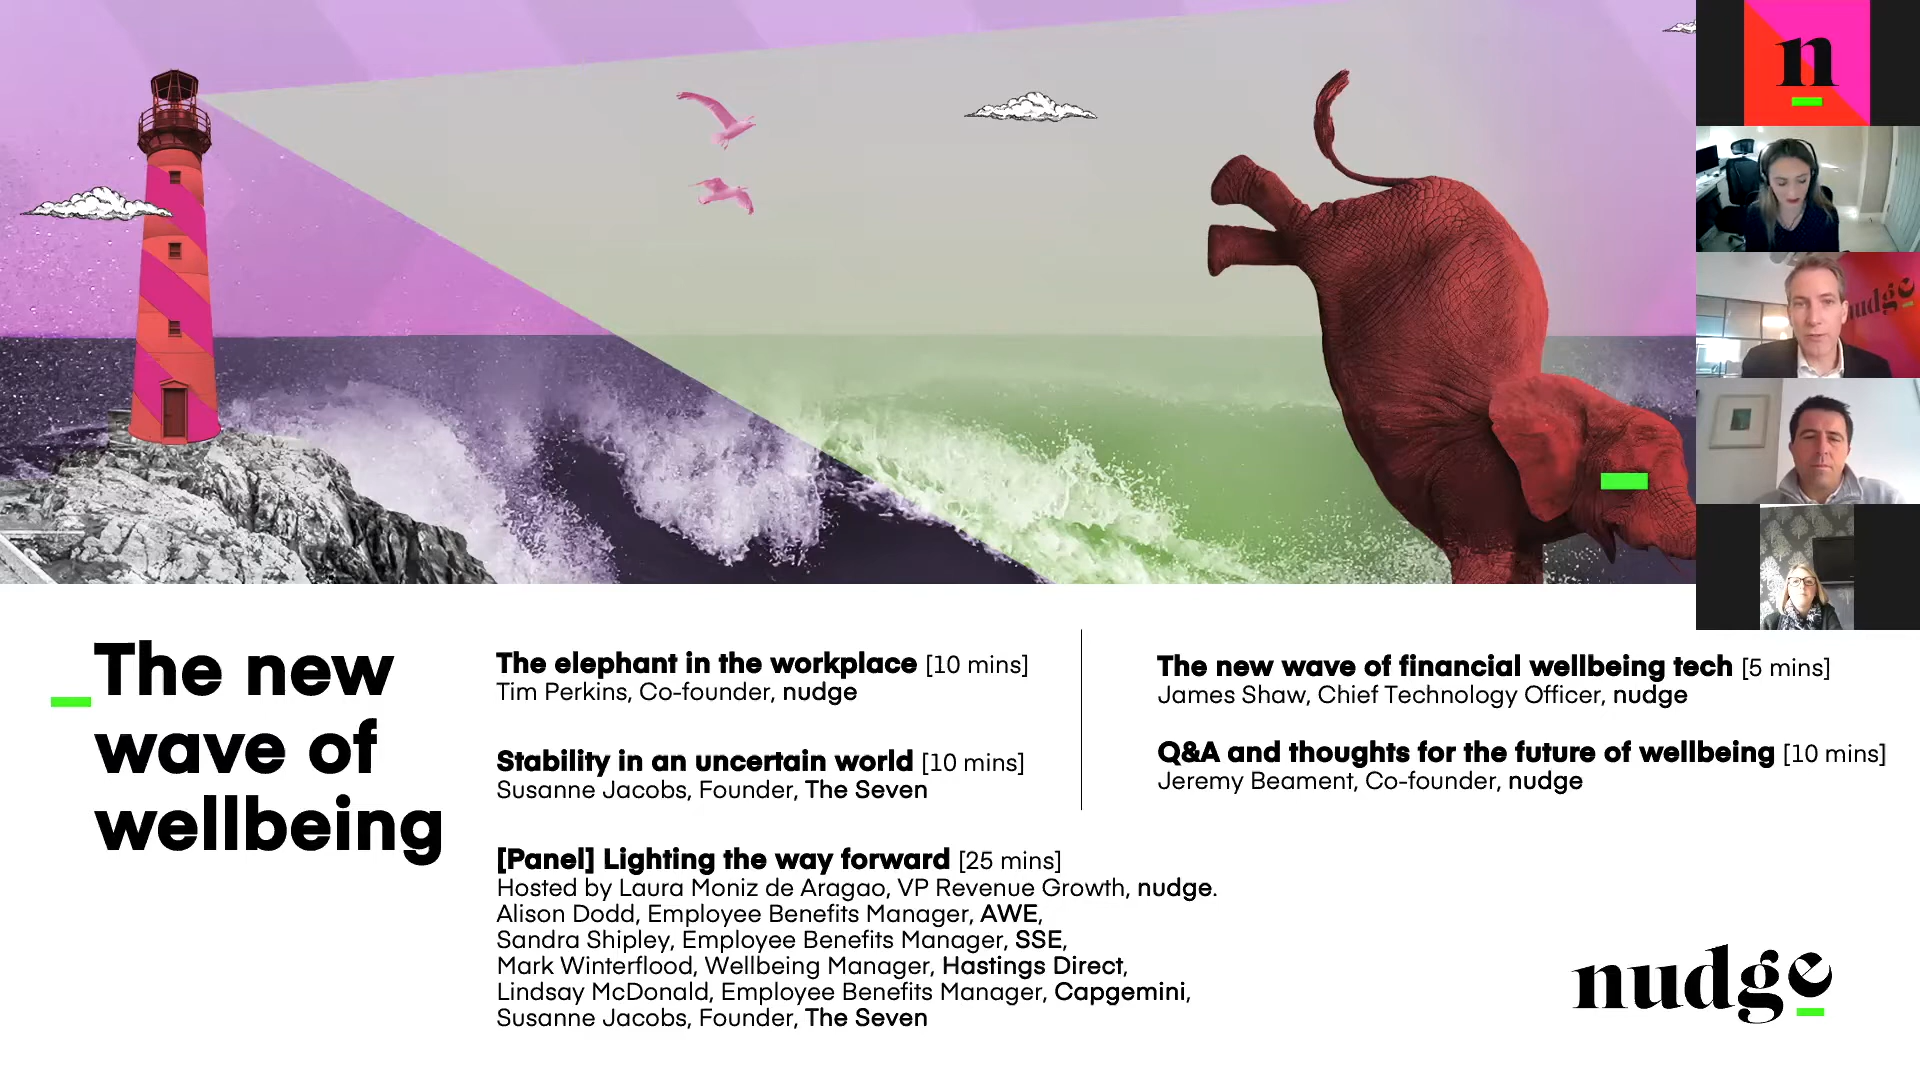 n
nudge
The new
wave of
wellbeing
The elephant in the workplace [10 mins]
Tim Perkins, Co-founder, nudge
Stability in an uncertain world [10 mins]
Susanne Jacobs, Founder, The Seven
[Panel] Lighting the way forward [25 mins]
Hosted by Laura Moniz de Aragao, VP Revenue Growth, nudge.
Alison Dodd, Employee Benefits Manager, AWE,
Sandra Shipley, Employee Benefits Manager, SSE,
Mark Winterflood, Wellbeing Manager, Hastings Direct,
Lindsay McDonald, Employee Benefits Manager, Capgemini,
Susanne Jacobs, Founder, The Seven
The new wave of financial wellbeing tech [5 mins]
James Shaw, Chief Technology Officer, nudge
Q&A and thoughts for the future of wellbeing [10 mins]
Jeremy Beament, Co-founder, nudge
nudge